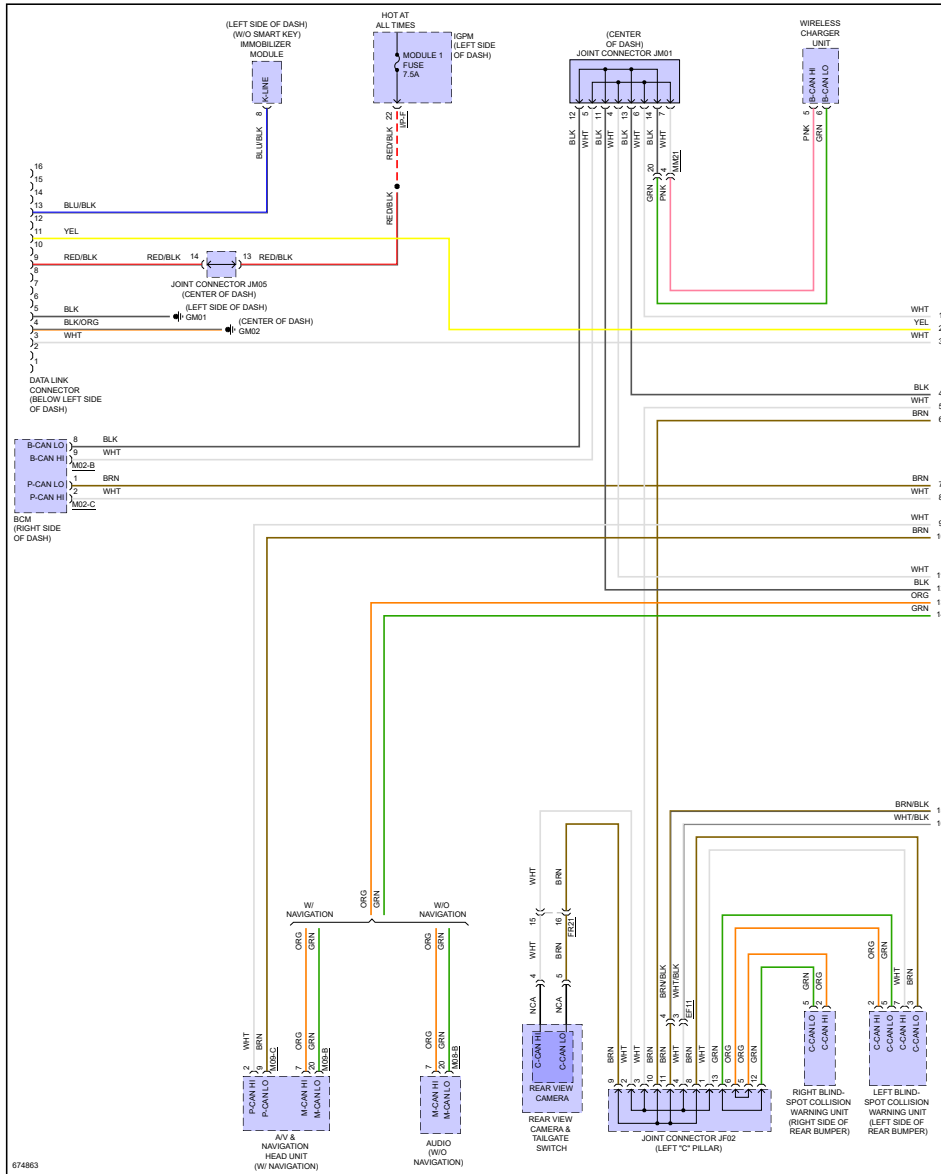 (LEFT SIDE OF DASH)
(W/O SMART KEY)
IMMOBILIZER
MODULE
K-LINE
8
BLU/BLK
HOT AT
ALL TIMES
IGPM
(LEFT SIDE
OF DASH)
MODULE 1
FUSE
7.5A
22
I/P-F
RED/BLK
RED/BLK
(CENTER
OF DASH)
JOINT CONNECTOR JM01
12
5
11
4
13
6
14
7
BLK
WHT
BLK
WHT
BLK
WHT
BLK
WHT
20
4
MM21
GRN
PNK
WIRELESS
CHARGER
UNIT
B-CAN HI
B-CAN LO
5
6
PNK
GRN
16
15
14
13
BLU/BLK
12
11
YEL
10
9
RED/BLK
RED/BLK
14
13
RED/BLK
8
7
6
5
BLK
4
BLK/ORG
3
WHT
2
1
JOINT CONNECTOR JM05
(CENTER OF DASH)
(LEFT SIDE OF DASH)
GM01
(CENTER OF DASH)
GM02
DATA LINK
CONNECTOR
(BELOW LEFT SIDE
OF DASH)
WHT
1
YEL
2
WHT
3
BLK
4
WHT
5
BRN
6
B-CAN LO
8
BLK
B-CAN HI
9
WHT
M02-B
P-CAN LO
1
BRN
P-CAN HI
2
WHT
M02-C
BCM
(RIGHT SIDE
OF DASH)
BRN
7
WHT
8
WHT
9
BRN
WHT
BLK
ORG
GRN
BRN/BLK
WHT/BLK
ORG
GRN
W/
NAVIGATION
W/O
NAVIGATION
ORG
GRN
ORG
GRN
WHT
BRN
ORG
GRN
ORG
GRN
2
9
M09-C
7
20
M09-B
7
20
M08-B
P-CAN HI
P-CAN LO
M-CAN HI
M-CAN LO
M-CAN HI
M-CAN LO
A/V &
NAVIGATION
HEAD UNIT
(W/ NAVIGATION)
AUDIO
(W/O
NAVIGATION)
WHT
BRN
15
16
FR21
WHT
BRN
4
5
NCA
NCA
C-CAN HI
C-CAN LO
REAR VIEW
CAMERA
REAR VIEW
CAMERA &
TAILGATE
SWITCH
BRN/BLK
WHT/BLK
4
3
EF11
BRN
WHT
WHT
BRN
BRN
WHT
BRN
WHT
GRN
ORG
ORG
GRN
9
2
3
10
11
4
8
1
13
6
5
12
JOINT CONNECTOR JF02
(LEFT "C" PILLAR)
GRN
ORG
5
2
C-CAN LO
C-CAN HI
RIGHT BLIND-
SPOT COLLISION
WARNING UNIT
(RIGHT SIDE OF
REAR BUMPER)
ORG
GRN
WHT
BRN
2
5
7
3
C-CAN HI
C-CAN LO
C-CAN HI
C-CAN LO
LEFT BLIND-
SPOT COLLISION
WARNING UNIT
(LEFT SIDE OF
REAR BUMPER)
674863